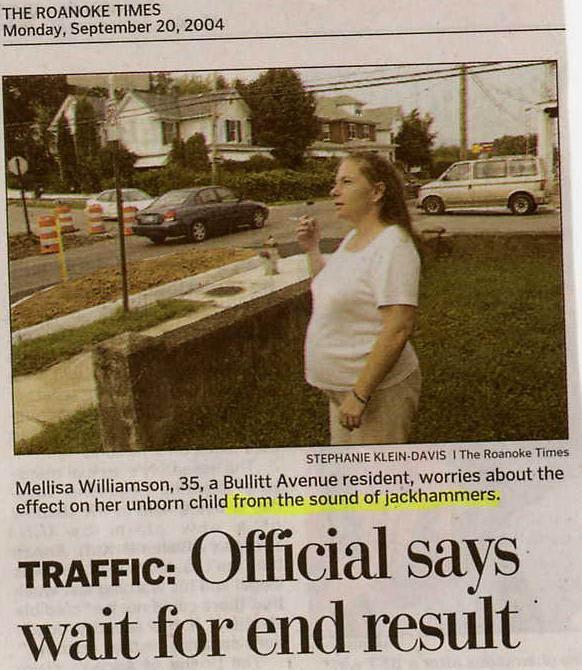 THE ROANOKE TIMES
Monday, September 20, 2004
STEPHANIE KLEIN-DAVIS | The Roanoke Times
Mellisa Williamson, 35, a Bullitt Avenue resident, worries about the
effect on her unborn child from the sound of jackhammers.
TRAFFIC: Official says
wait for end result